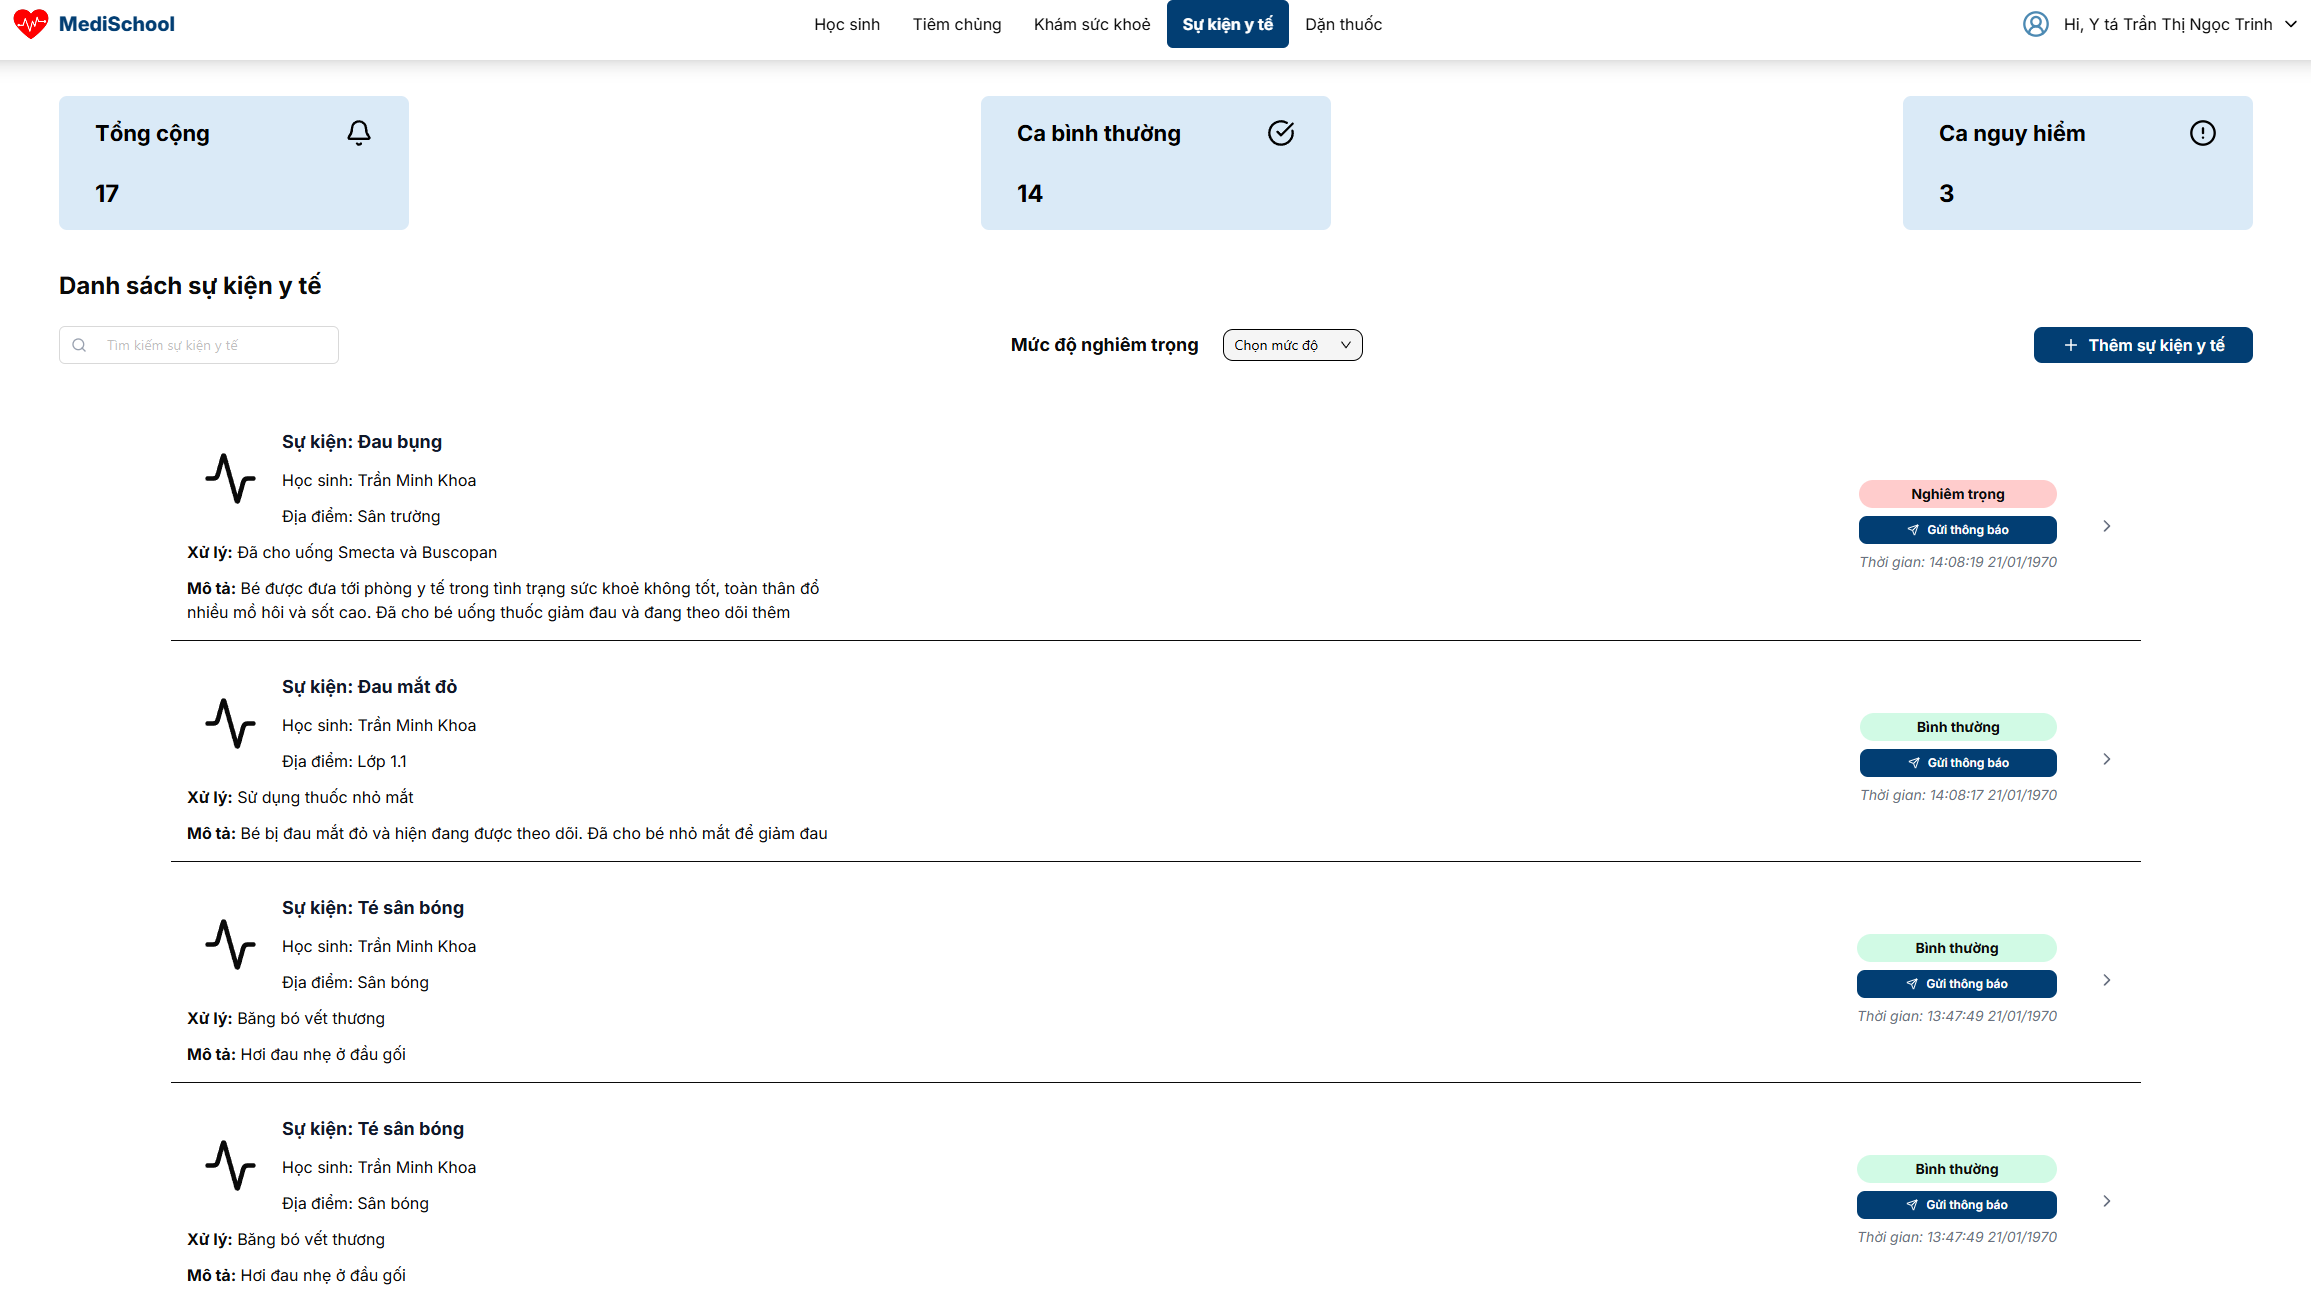 MediSchool
Học sinh
Tiêm chủng
Khám sức khoẻ
Sự kiện y tế
Dặn thuốc
Hi, Y tá Trần Thị Ngọc Trinh
Tổng cộng
17
Ca bình thường
14
Ca nguy hiểm
3
Danh sách sự kiện y tế
Tìm kiếm sự kiện y tế
Mức độ nghiêm trọng
Chọn mức độ
Thêm sự kiện y tế
Sự kiện: Đau bụng
Học sinh: Trần Minh Khoa
Địa điểm: Sân trường
Xử lý: Đã cho uống Smecta và Buscopan
Mô tả: Bé được đưa tới phòng y tế trong tình trạng sức khoẻ không tốt, toàn thân đổ
nhiều mồ hôi và sốt cao. Đã cho bé uống thuốc giảm đau và đang theo dõi thêm
Nghiêm trọng
Gửi thông báo
Thời gian: 14:08:19 21/01/1970
Sự kiện: Đau mắt đỏ
Học sinh: Trần Minh Khoa
Địa điểm: Lớp 1.1
Xử lý: Sử dụng thuốc nhỏ mắt
Mô tả: Bé bị đau mắt đỏ và hiện đang được theo dõi. Đã cho bé nhỏ mắt để giảm đau
Bình thường
Gửi thông báo
Thời gian: 14:08:17 21/01/1970
Sự kiện: Té sân bóng
Học sinh: Trần Minh Khoa
Địa điểm: Sân bóng
Xử lý: Băng bó vết thương
Mô tả: Hơi đau nhẹ ở đầu gối
Bình thường
Gửi thông báo
Thời gian: 13:47:49 21/01/1970
Sự kiện: Té sân bóng
Học sinh: Trần Minh Khoa
Địa điểm: Sân bóng
Xử lý: Băng bó vết thương
Mô tả: Hơi đau nhẹ ở đầu gối
Bình thường
Gửi thông báo
Thời gian: 13:47:49 21/01/1970